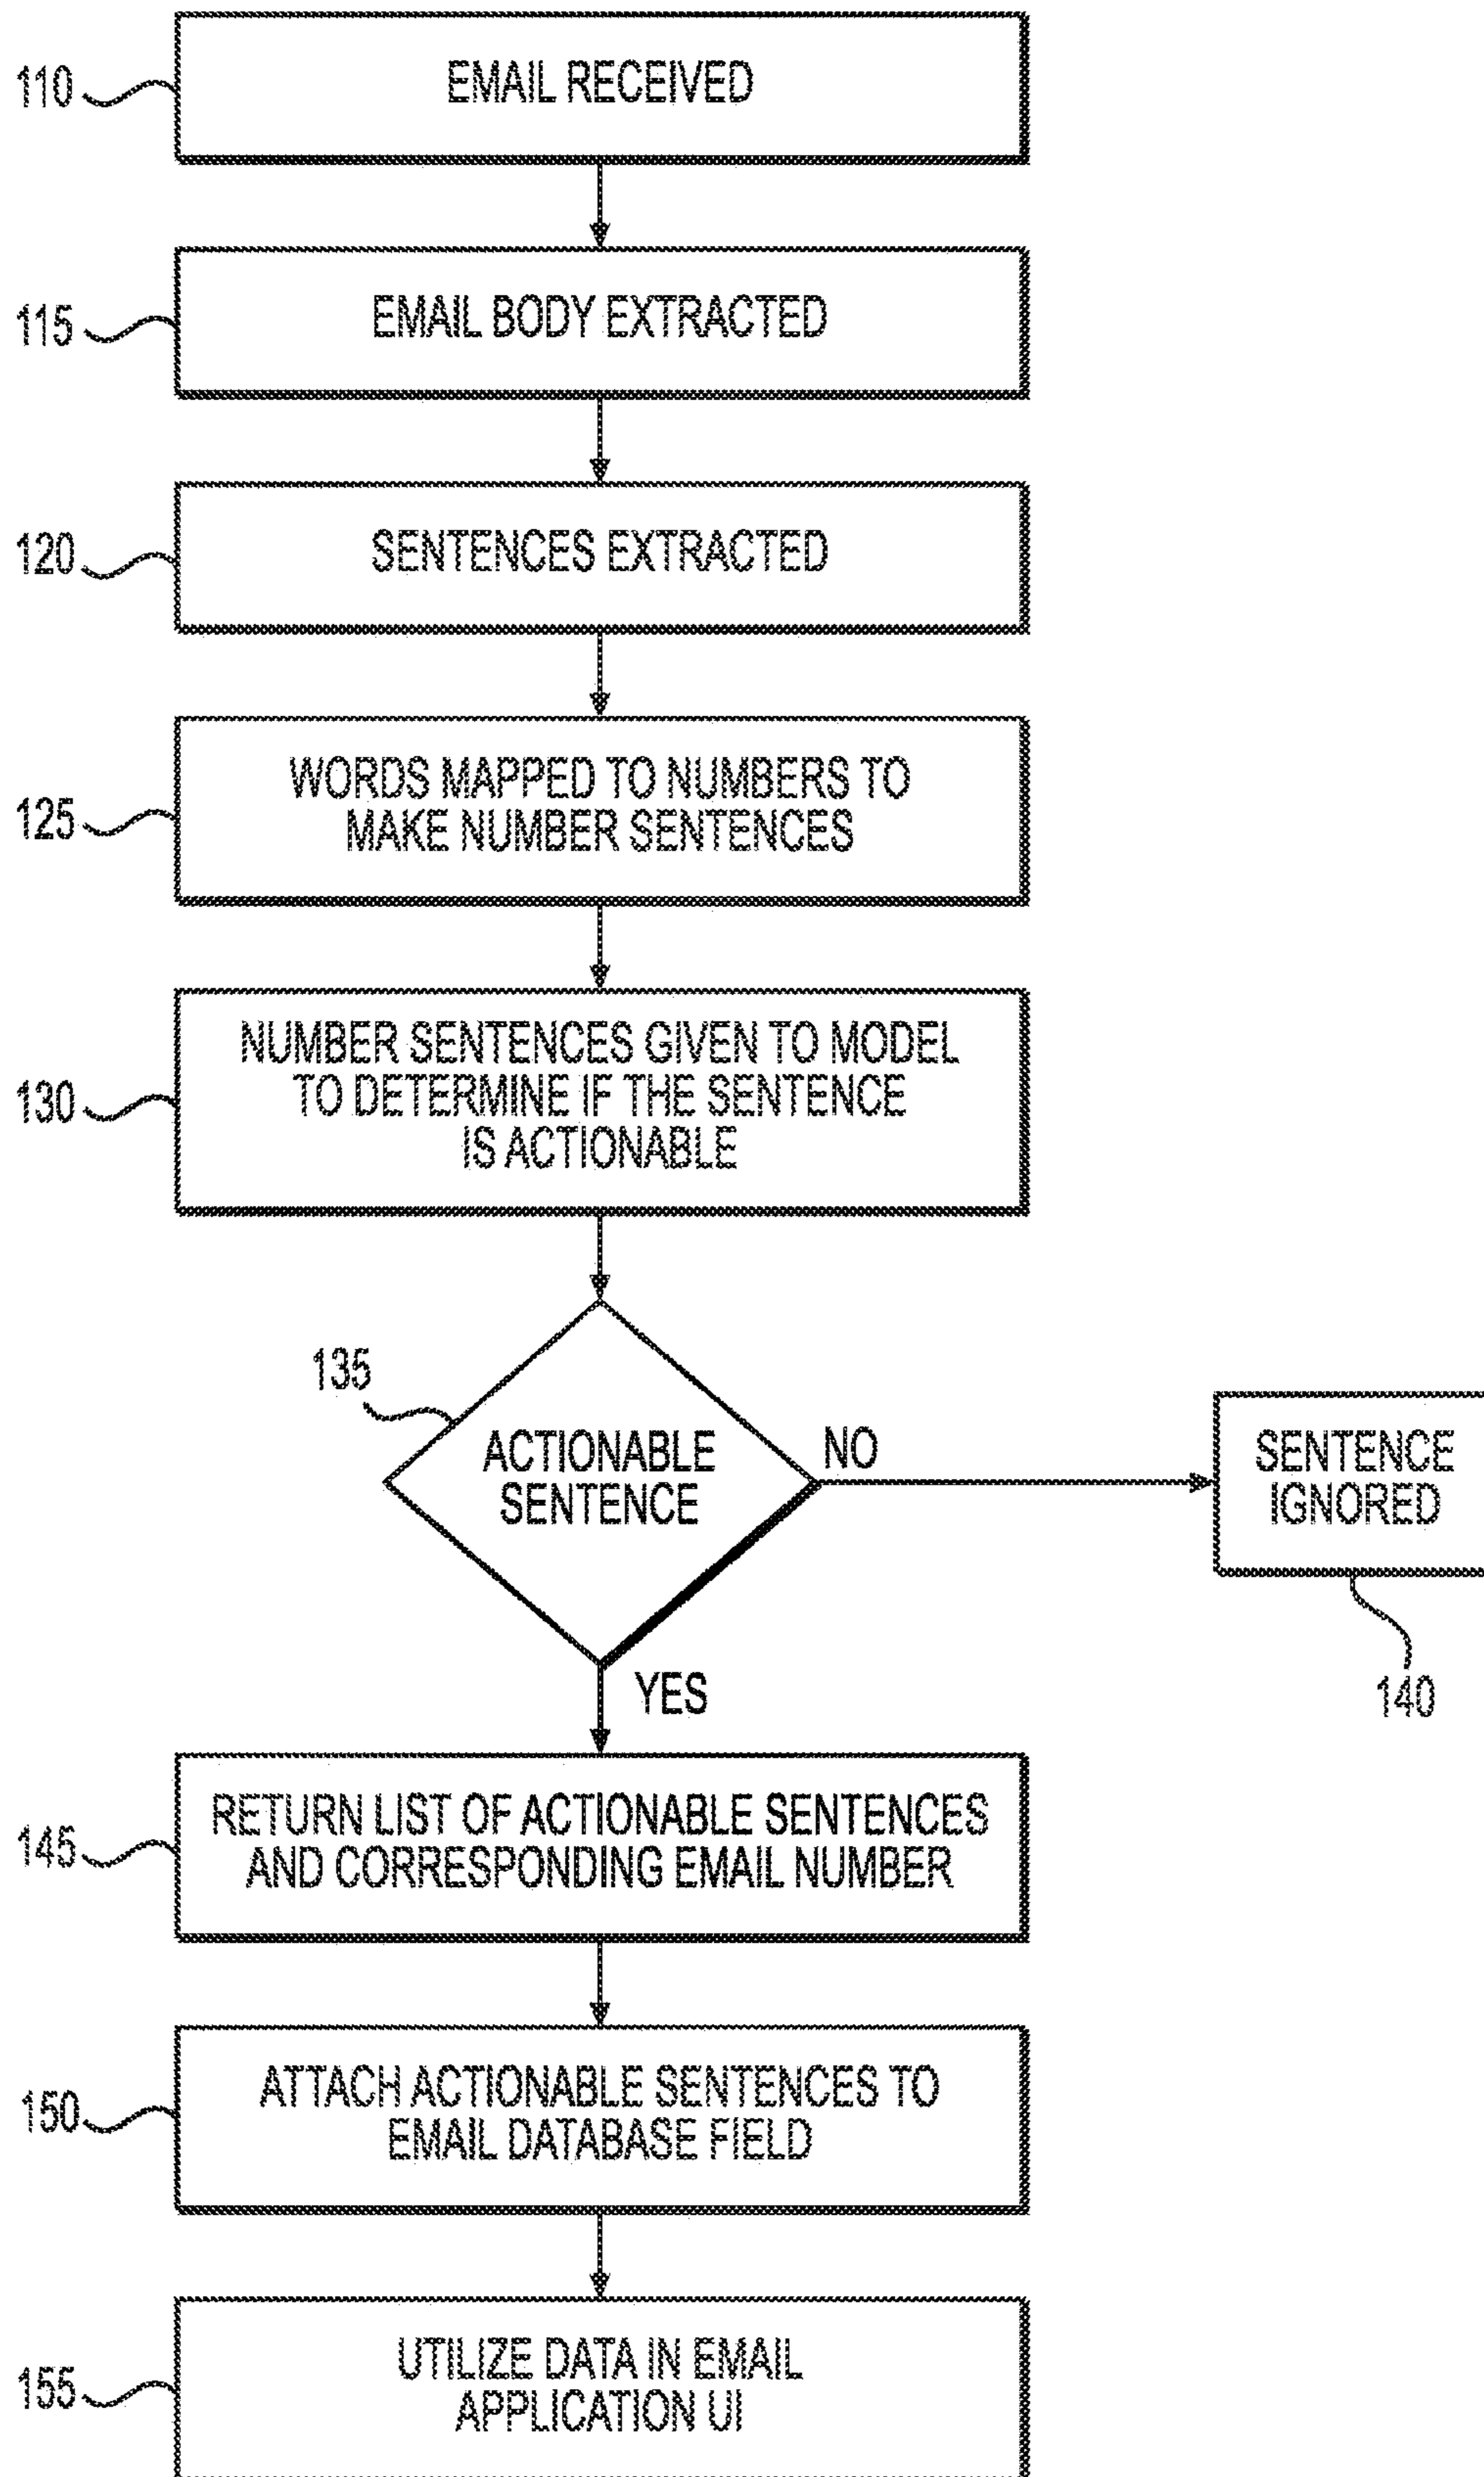 110
EMAIL RECEIVED
115
EMAIL BODY EXTRACTED
120
SENTENCES EXTRACTED
125
WORDS MAPPED TO NUMBERS TO
MAKE NUMBER SENTENCES
130
NUMBER SENTENCES GIVEN TO MODEL
TO DETERMINE IF THE SENTENCE
IS ACTIONABLE
135
ACTIONABLE
SENTENCE
NO
SENTENCE
IGNORED
140
YES
145
RETURN LIST OF ACTIONABLE SENTENCES
AND CORRESPONDING EMAIL NUMBER
150
ATTACH ACTIONABLE SENTENCES TO
EMAIL DATABASE FIELD
155
UTILIZE DATA IN EMAIL
APPLICATION UI